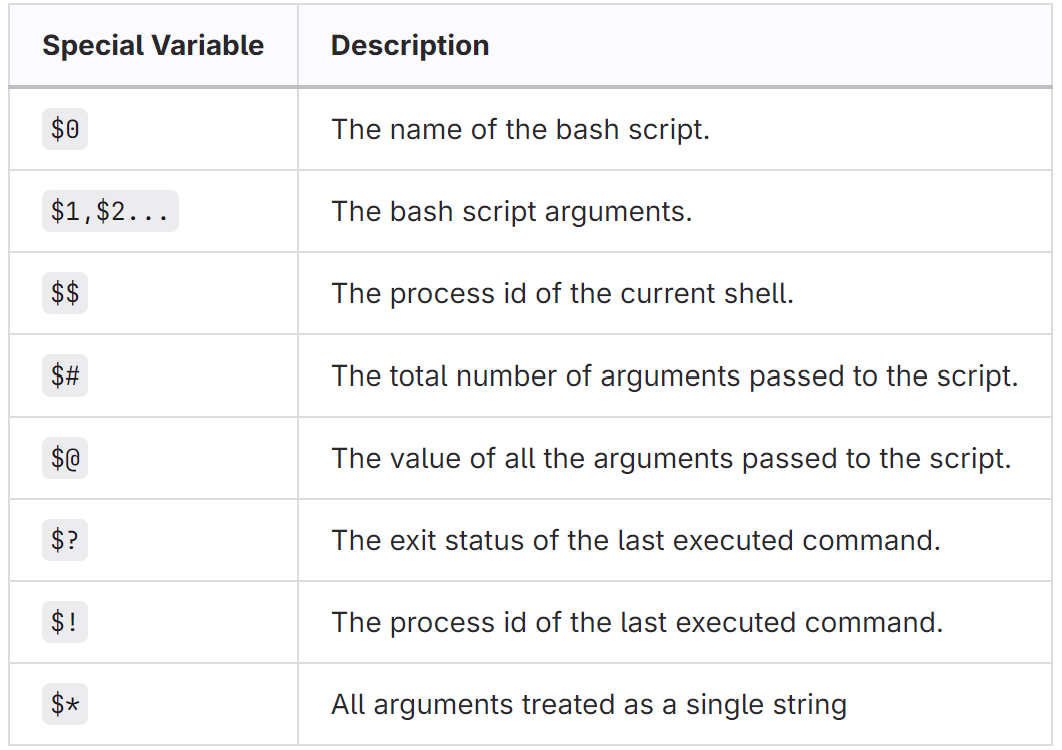 Special Variable Description
$0 The name of the bash script.
$1,$2... The bash script arguments.
$$ The process id of the current shell.
$# The total number of arguments passed to the script.
$@ The value of all the arguments passed to the script.
$? The exit status of the last executed command.
$! The process id of the last executed command.
$* All arguments treated as a single string